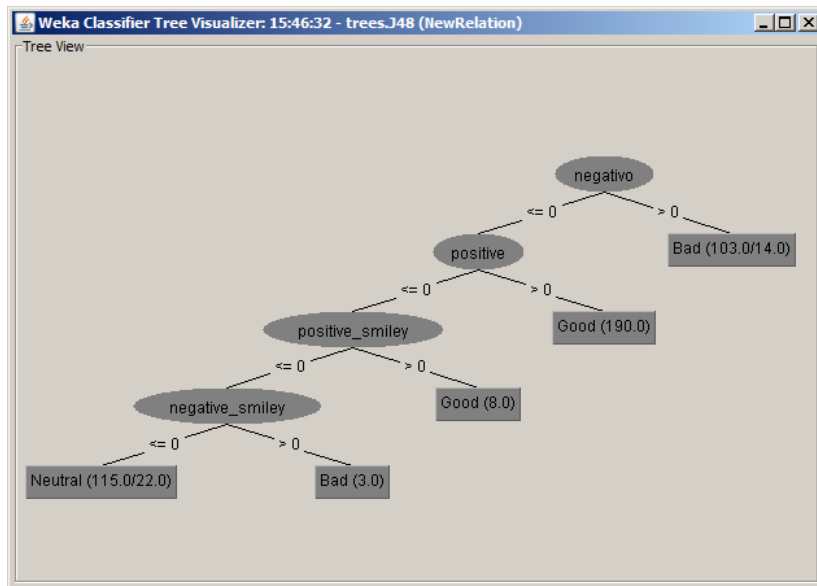 Weka Classifier Tree Visualizer: 15:46:32 - trees.J48 (NewRelation)
Tree View
negativo
<= 0
> 0
positive
Bad (103.0/14.0)
<= 0
> 0
positive_smiley
Good (190.0)
<= 0
> 0
negative_smiley
Good (8.0)
<= 0
> 0
Neutral (115.0/22.0)
Bad (3.0)